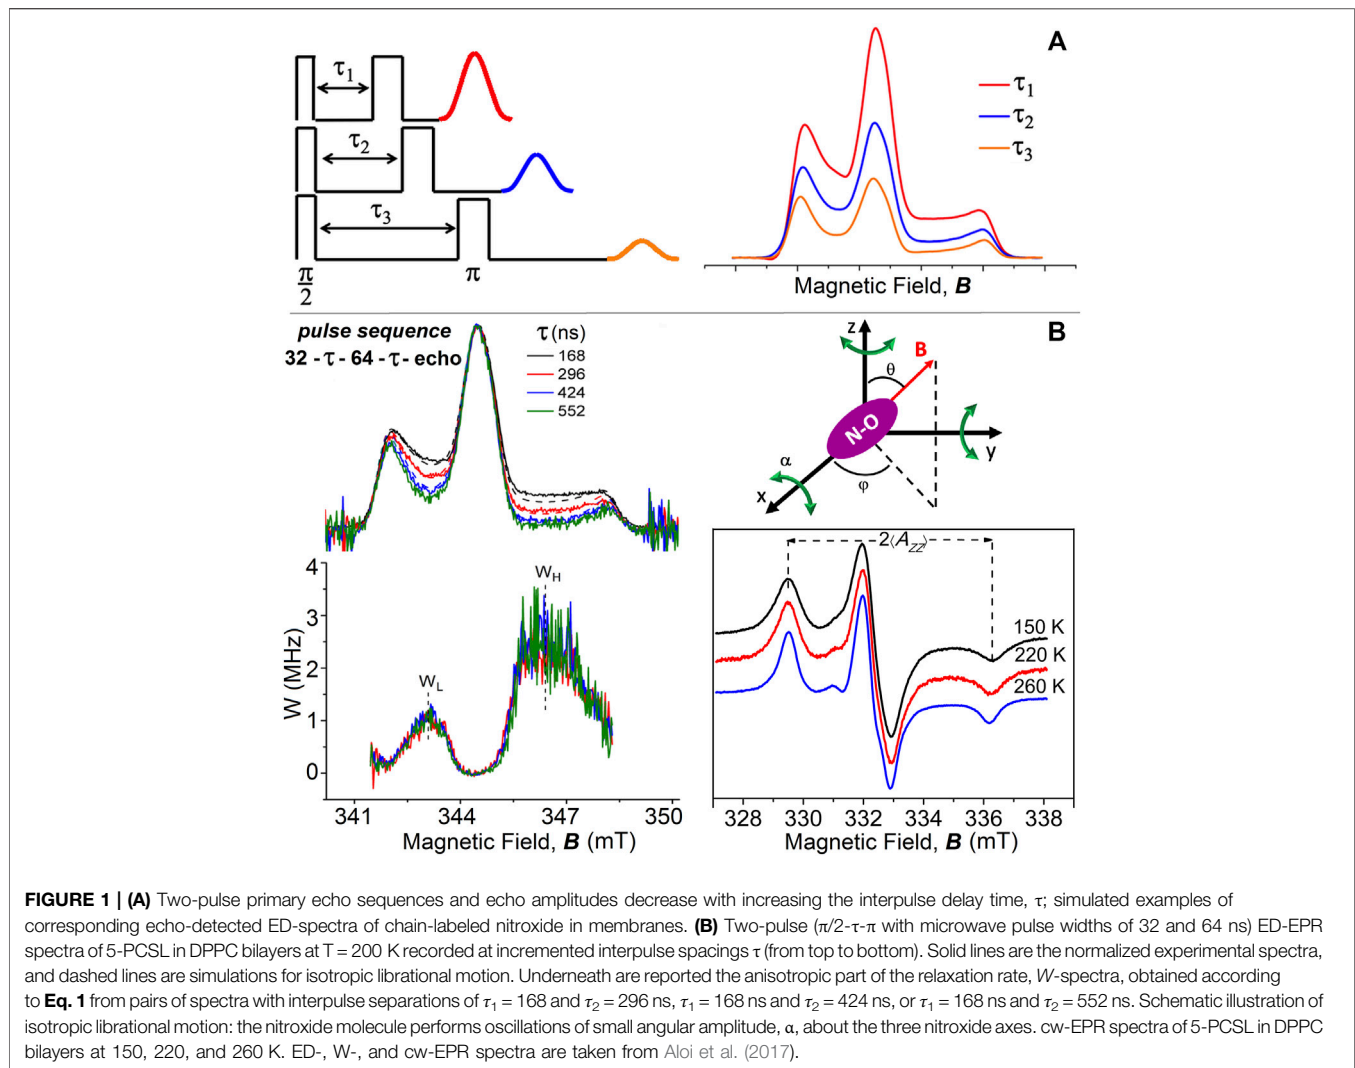 A
τ1
τ2
τ3
π/2
π
τ1
τ2
τ3
Magnetic Field, B
B
pulse sequence
32 -τ- 64 -τ- echo
τ (ns)
168
296
424
552
z
B
θ
N-O
y
α
φ
x
W (MHz)
4
3
2
1
0
WL
WH
341 344 347 350
Magnetic Field, B (mT)
2⟨AZZ⟩
150 K
220 K
260 K
328 330 332 334 336 338
Magnetic Field, B (mT)
FIGURE 1 | (A) Two-pulse primary echo sequences and echo amplitudes decrease with increasing the interpulse delay time, τ; simulated examples of
corresponding echo-detected ED-spectra of chain-labeled nitroxide in membranes. (B) Two-pulse (π/2-τ-π with microwave pulse widths of 32 and 64 ns) ED-EPR
spectra of 5-PCSL in DPPC bilayers at T = 200 K recorded at incremented interpulse spacings τ (from top to bottom). Solid lines are the normalized experimental spectra,
and dashed lines are simulations for isotropic librational motion. Underneath are reported the anisotropic part of the relaxation rate, W-spectra, obtained according
to Eq. 1 from pairs of spectra with interpulse separations of τ1 = 168 and τ2 = 296 ns, τ1 = 168 ns and τ2 = 424 ns, or τ1 = 168 ns and τ2 = 552 ns. Schematic illustration of
isotropic librational motion: the nitroxide molecule performs oscillations of small angular amplitude, α, about the three nitroxide axes. cw-EPR spectra of 5-PCSL in DPPC
bilayers at 150, 220, and 260 K. ED-, W-, and cw-EPR spectra are taken from Aloi et al. (2017).